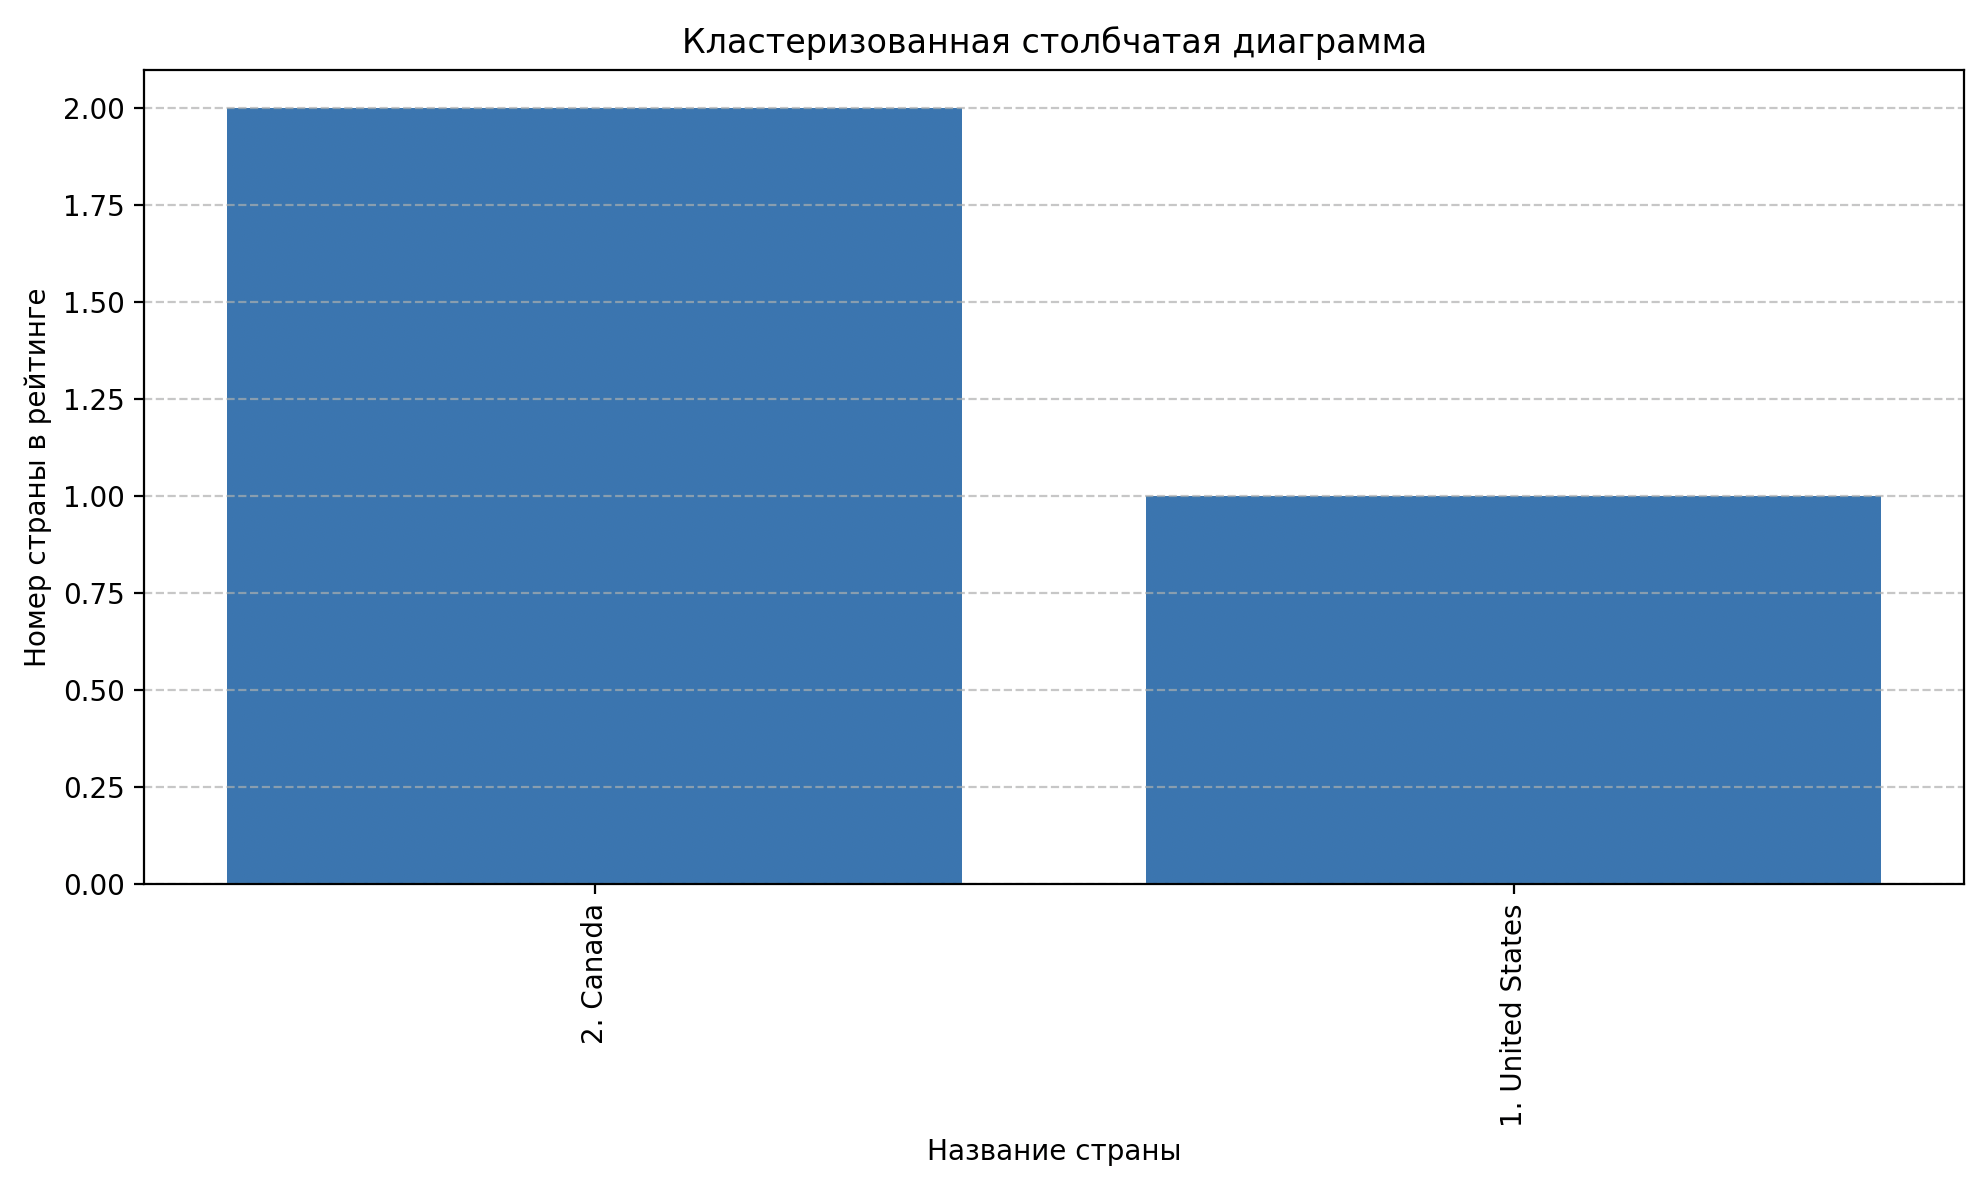 Кластеризованная столбчатая диаграмма
Номер страны в рейтинге
2.00
1.75
1.50
1.25
1.00
0.75
0.50
0.25
0.00
2. Canada
1. United States
Название страны